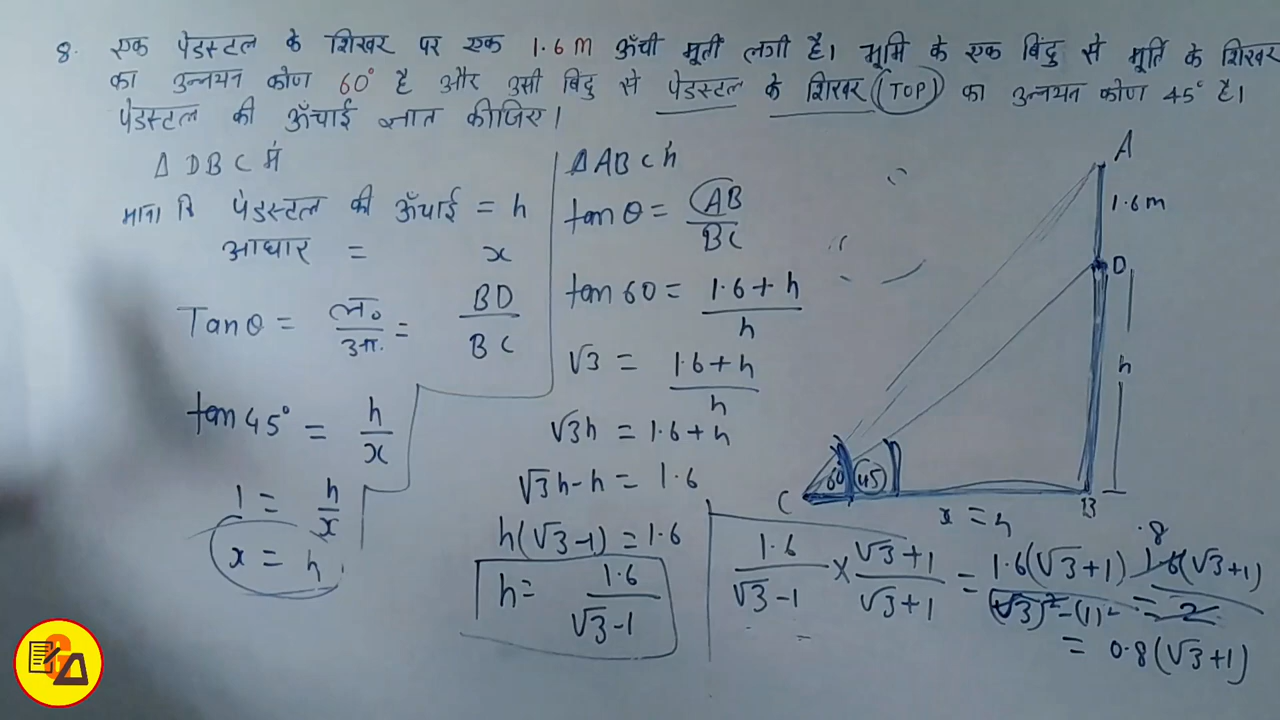 8. एक पेडस्टल के शिखर पर एक 1.6 m ऊँची मूर्ती लगी है। भूमि के एक बिंदु से मूर्ति के शिखर
का उन्नयन कोण 60° है और उसी बिंदु से पेडस्टल के शिखर (TOP) का उन्नयन कोण 45° है।
पेडस्टल की ऊँचाई ज्ञात कीजिए।
Δ DBC में
माना कि पेडस्टल की ऊँचाई = h
आधार = x
Tanθ = ल०/आ. = BD/BC
tan 45° = h/x
1 = h/x
x = h
Δ ABC में
tan θ = AB/BC
tan 60 = 1.6 + h/h
√3 = 1.6 + h/h
√3h = 1.6 + h
√3h - h = 1.6
h(√3-1) = 1.6
h = 1.6/√3-1
A
1.6 m
D
h
60 45
C
B
x = h
1.6/√3-1 × √3+1/√3+1 = 1.6(√3+1)/(√3)² - (1)² = 1.6(√3+1)/2
.8
= 0.8(√3+1)